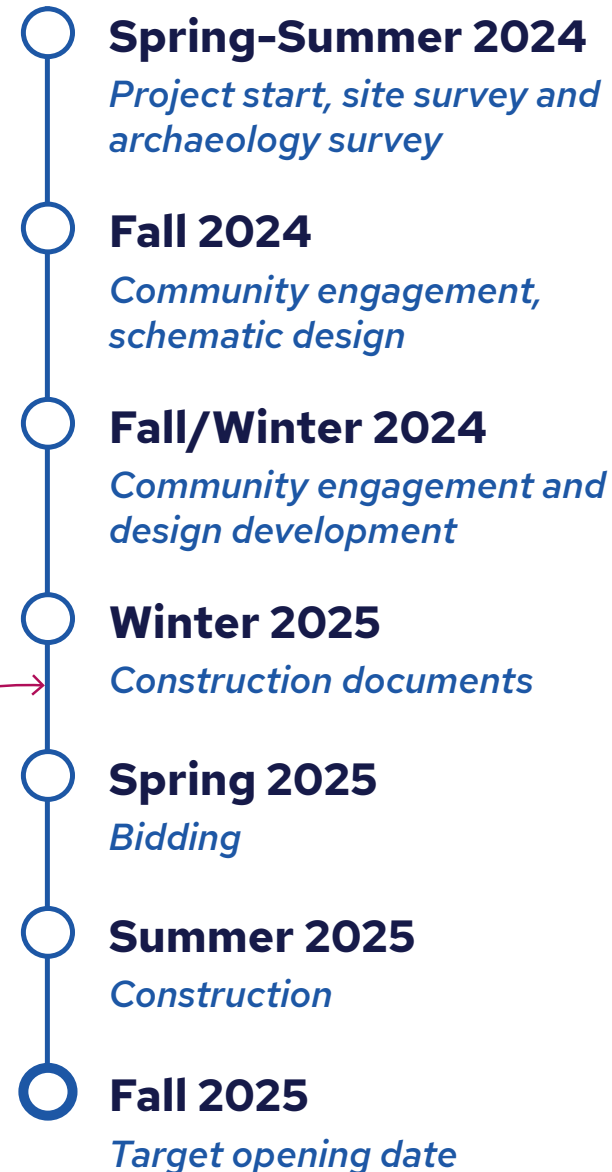 Spring-Summer 2024
Project start, site survey and
archaeology survey
Fall 2024
Community engagement,
schematic design
Fall/Winter 2024
Community engagement and
design development
Winter 2025
Construction documents
Spring 2025
Bidding
Summer 2025
Construction
Fall 2025
Target opening date